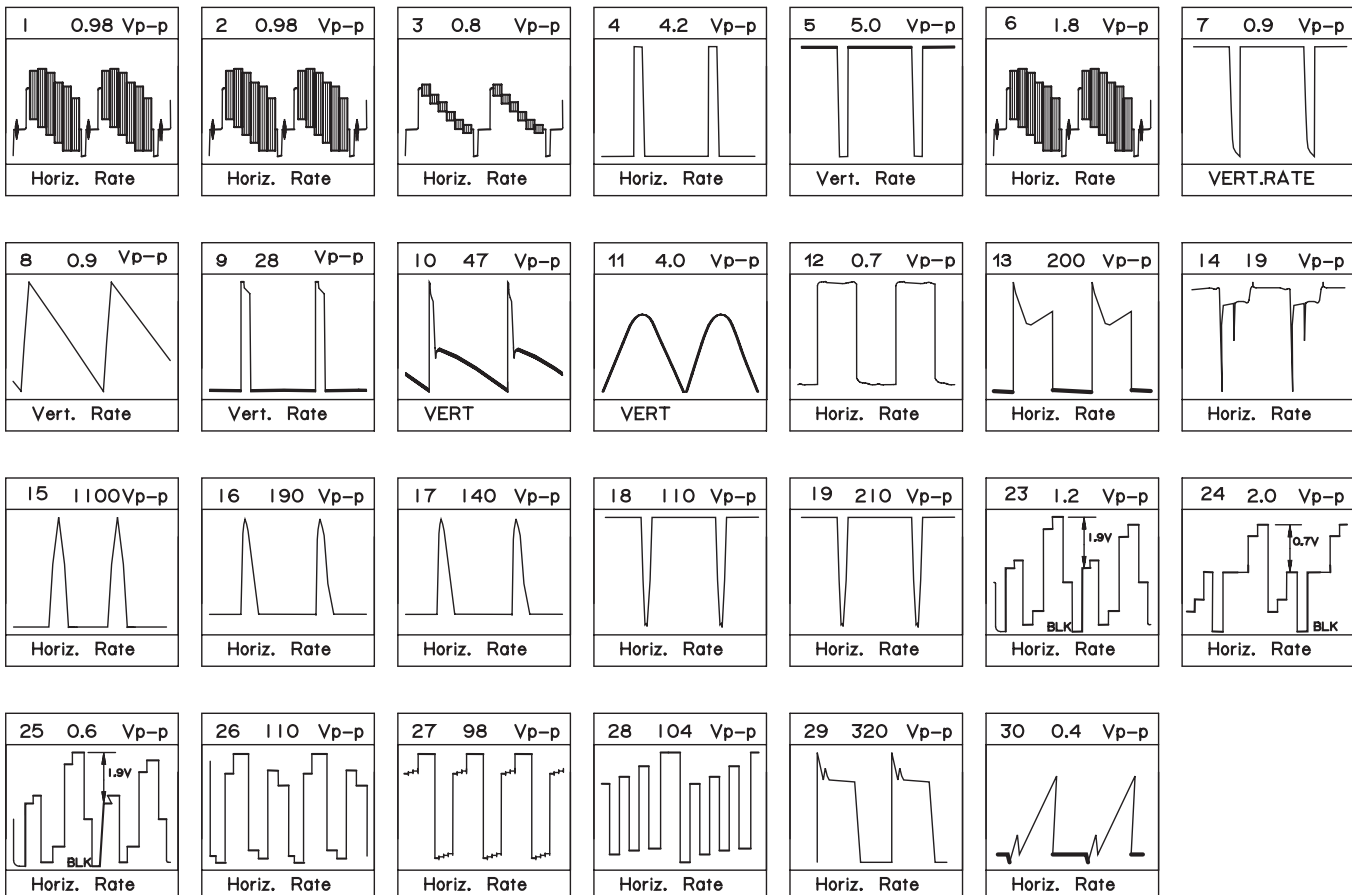 1 0.98 Vp-p
Horiz. Rate
2 0.98 Vp-p
Horiz. Rate
3 0.8 Vp-p
Horiz. Rate
4 4.2 Vp-p
Horiz. Rate
5 5.0 Vp-p
Vert. Rate
6 1.8 Vp-p
Horiz. Rate
7 0.9 Vp-p
VERT.RATE
8 0.9 Vp-p
Vert. Rate
9 28 Vp-p
Vert. Rate
10 47 Vp-p
VERT
11 4.0 Vp-p
VERT
12 0.7 Vp-p
Horiz. Rate
13 200 Vp-p
Horiz. Rate
14 19 Vp-p
Horiz. Rate
15 1100Vp-p
Horiz. Rate
16 190 Vp-p
Horiz. Rate
17 140 Vp-p
Horiz. Rate
18 110 Vp-p
Horiz. Rate
19 210 Vp-p
Horiz. Rate
23 1.2 Vp-p
1.9V
BLK
Horiz. Rate
24 2.0 Vp-p
0.7V
BLK
Horiz. Rate
25 0.6 Vp-p
1.9V
BLK
Horiz. Rate
26 110 Vp-p
Horiz. Rate
27 98 Vp-p
Horiz. Rate
28 104 Vp-p
Horiz. Rate
29 320 Vp-p
Horiz. Rate
30 0.4 Vp-p
Horiz. Rate